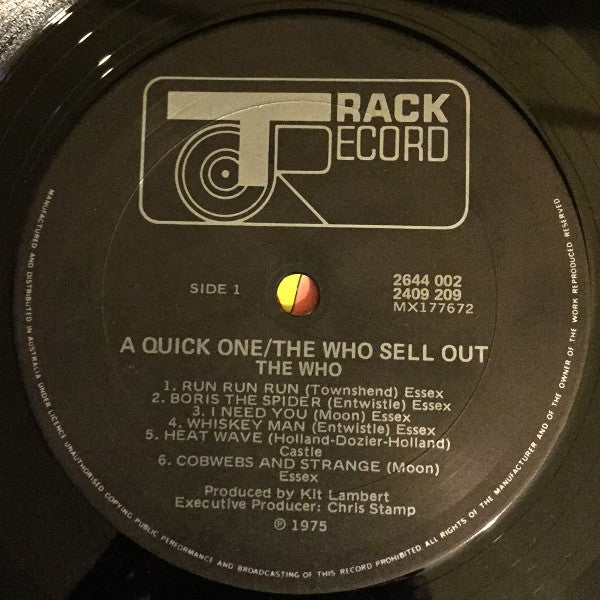 TRACK
RECORD
SIDE 1
2644 002
2409 209
MX177672
A QUICK ONE/THE WHO SELL OUT
THE WHO
1. RUN RUN RUN (Townshend) Essex
2. BORIS THE SPIDER (Entwistle) Essex
3. I NEED YOU (Moon) Essex
4. WHISKEY MAN (Entwistle) Essex
5. HEAT WAVE (Holland-Dozier-Holland)
Castle
6. COBWEBS AND STRANGE (Moon)
Essex
Produced by Kit Lambert
Executive Producer: Chris Stamp
℗ 1975
MANUFACTURED AND DISTRIBUTED IN AUSTRALIA UNDER LICENCE UNAUTHORISED COPYING PUBLIC PERFORMANCE AND BROADCASTING OF THIS RECORD PROHIBITED ALL RIGHTS OF THE MANUFACTURER AND OF THE OWNER OF THE WORK REPRODUCED RESERVED